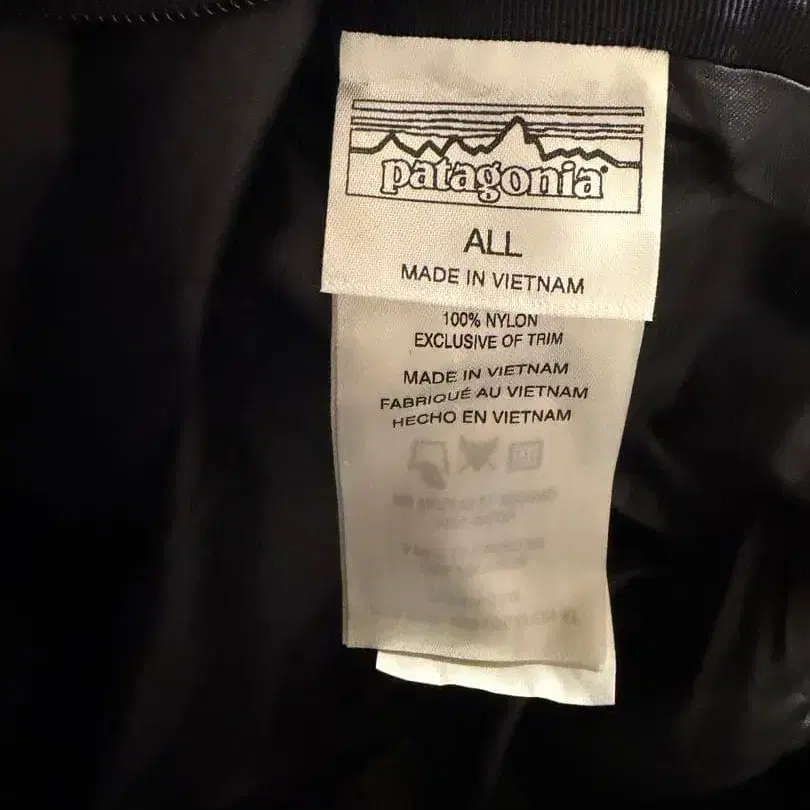 patagonia
ALL
MADE IN VIETNAM
100% NYLON
EXCLUSIVE OF TRIM
MADE IN VIETNAM
FABRIQUÉ AU VIETNAM
HECHO EN VIETNAM